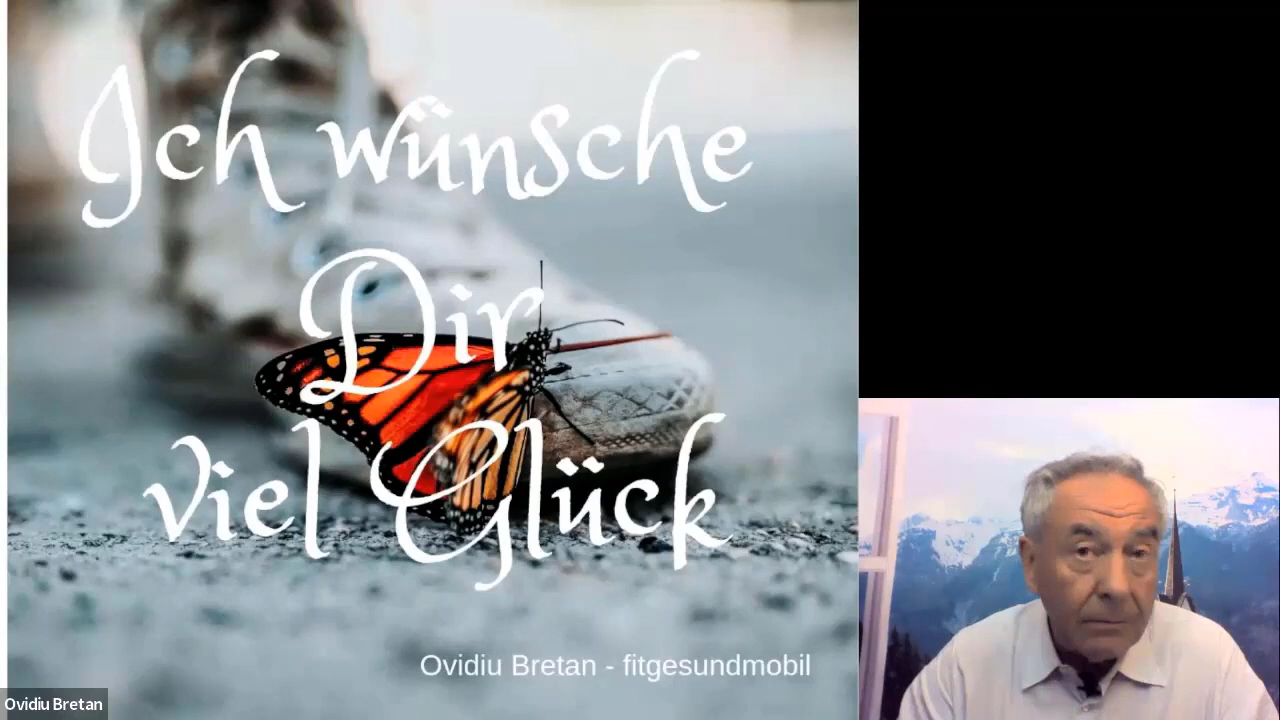 Ich wünsche
Dir
viel Glück
Ovidiu Bretan - fitgesundmobil
Ovidiu Bretan